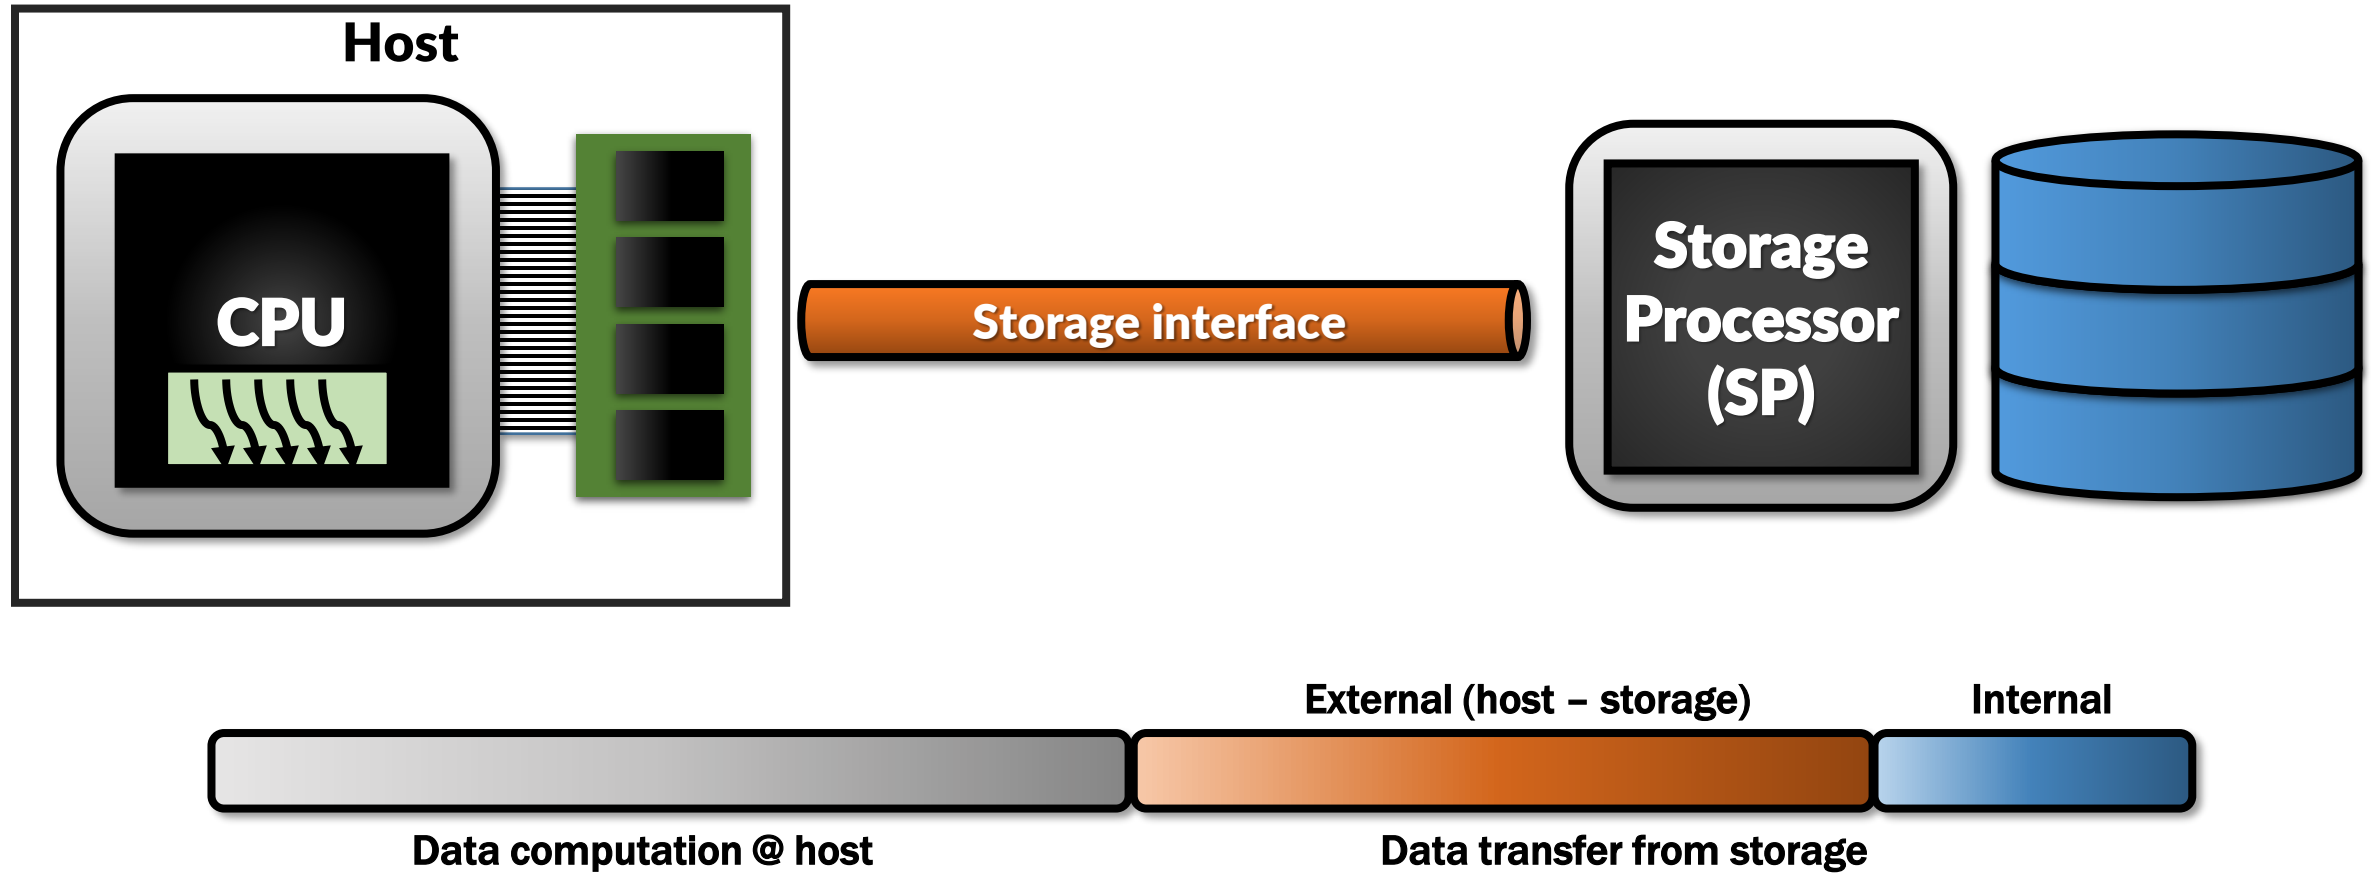 Host
CPU
Storage interface
Storage
Processor
(SP)
External (host – storage)
Internal
Data computation @ host
Data transfer from storage